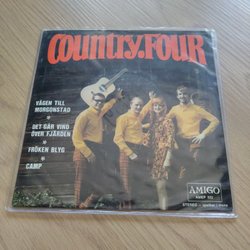 COUNTRY.FOUR
VÄGEN TILL
MORGONSTAD
DET GÅR VIND
ÖVER FJÄRDEN
FRÖKEN BLYG
CAMP
AMIGO
STEREO